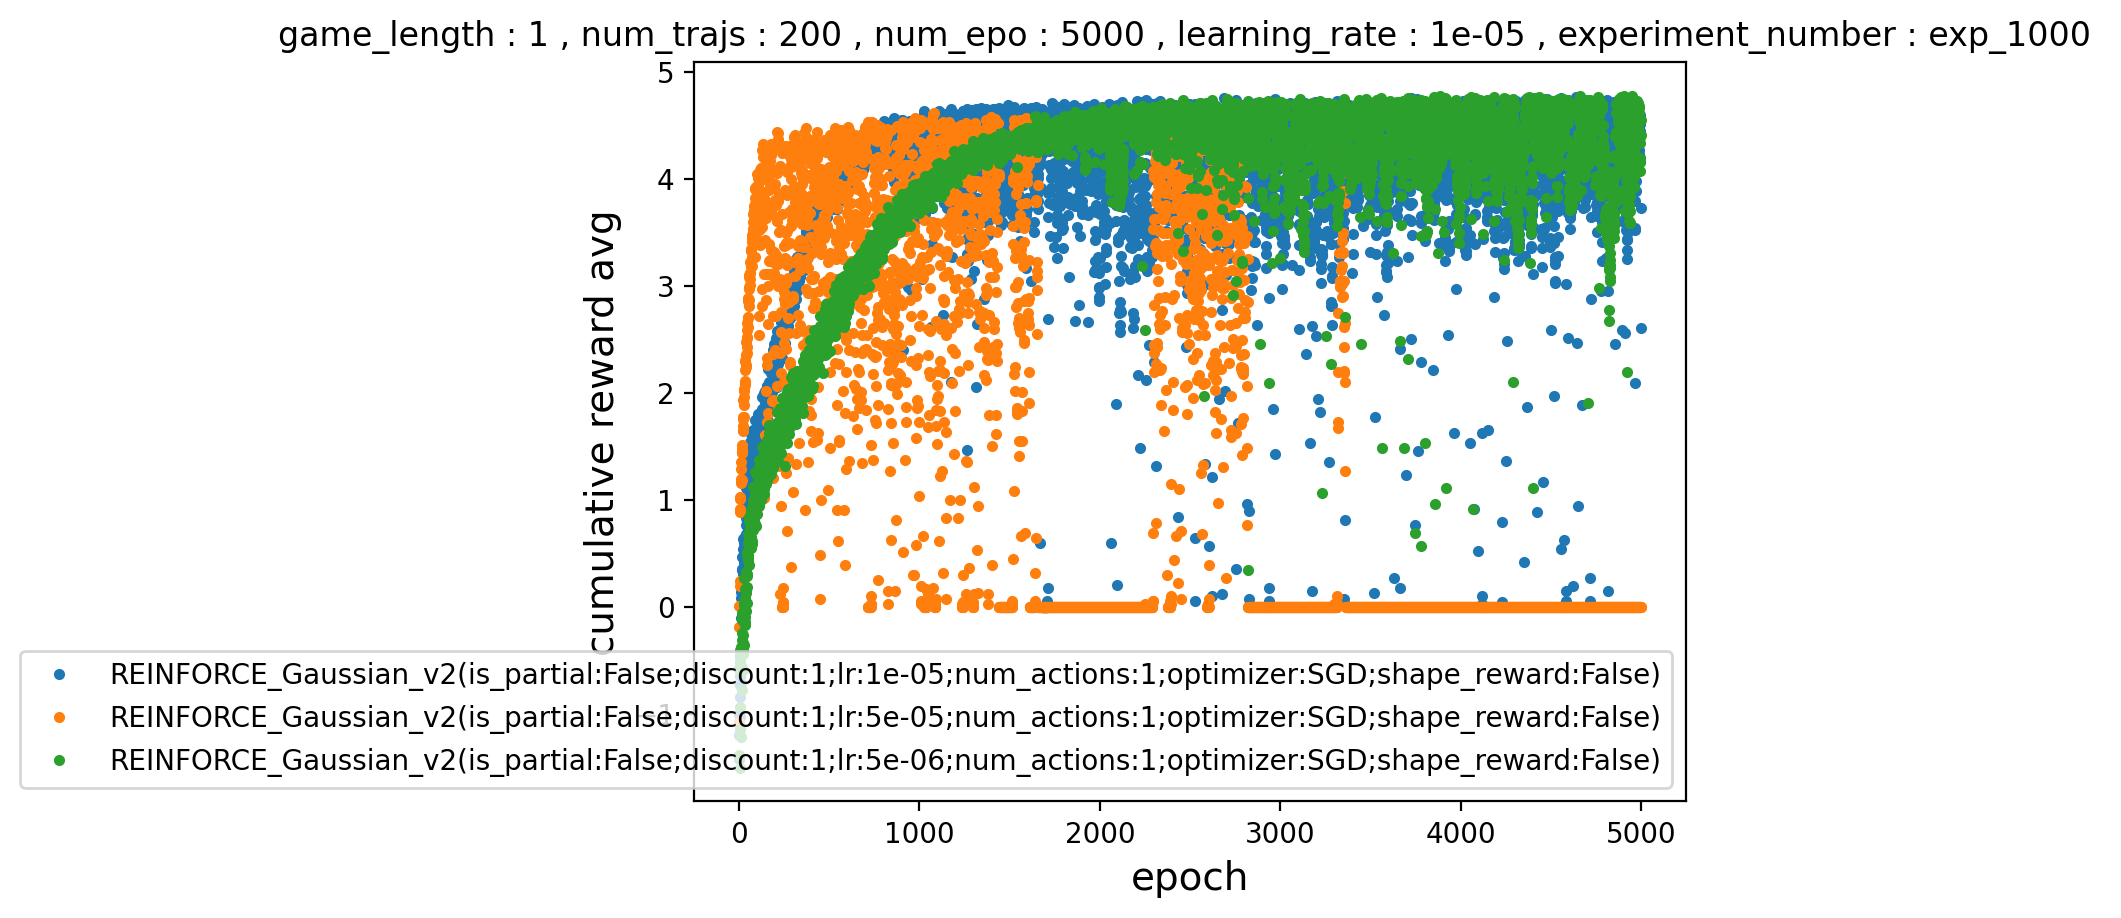 game_length : 1 , num_trajs : 200 , num_epo : 5000 , learning_rate : 1e-05 , experiment_number : exp_1000
5
4
3
2
1
0
−1
cumulative reward avg
REINFORCE_Gaussian_v2(is_partial:False;discount:1;lr:1e-05;num_actions:1;optimizer:SGD;shape_reward:False)
REINFORCE_Gaussian_v2(is_partial:False;discount:1;lr:5e-05;num_actions:1;optimizer:SGD;shape_reward:False)
REINFORCE_Gaussian_v2(is_partial:False;discount:1;lr:5e-06;num_actions:1;optimizer:SGD;shape_reward:False)
0 1000 2000 3000 4000 5000
epoch